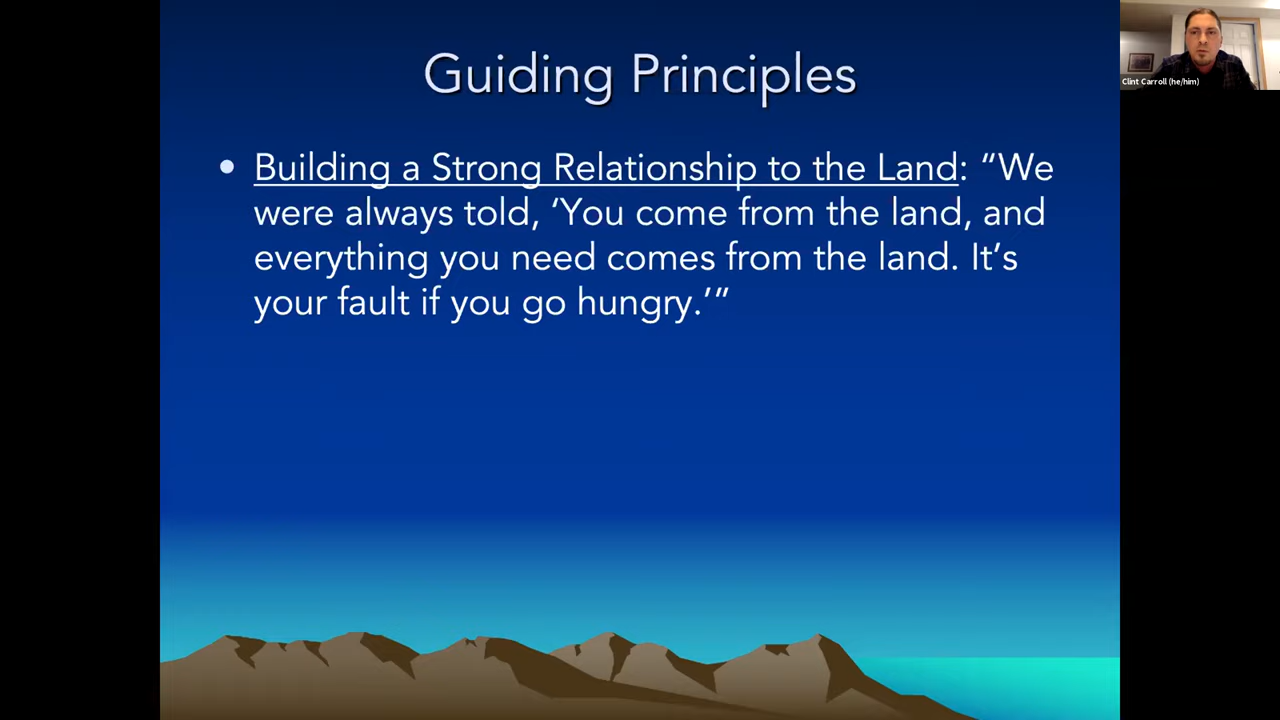 Guiding Principles
• Building a Strong Relationship to the Land: “We
were always told, ‘You come from the land, and
everything you need comes from the land. It’s
your fault if you go hungry.’”
Clint Carroll (he/him)